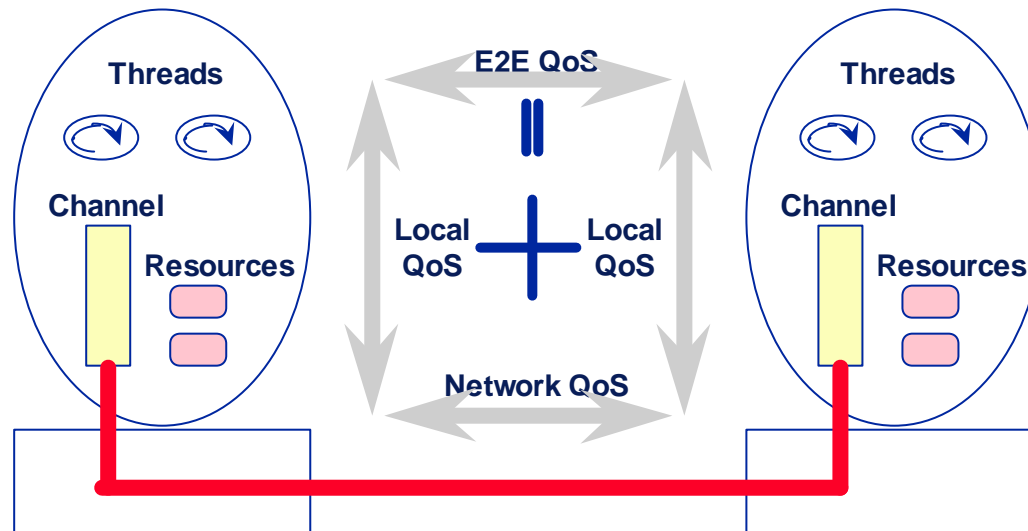 E2E QoS
Threads
Threads
Channel
Channel
Local
QoS
Local
QoS
Resources
Resources
Network QoS